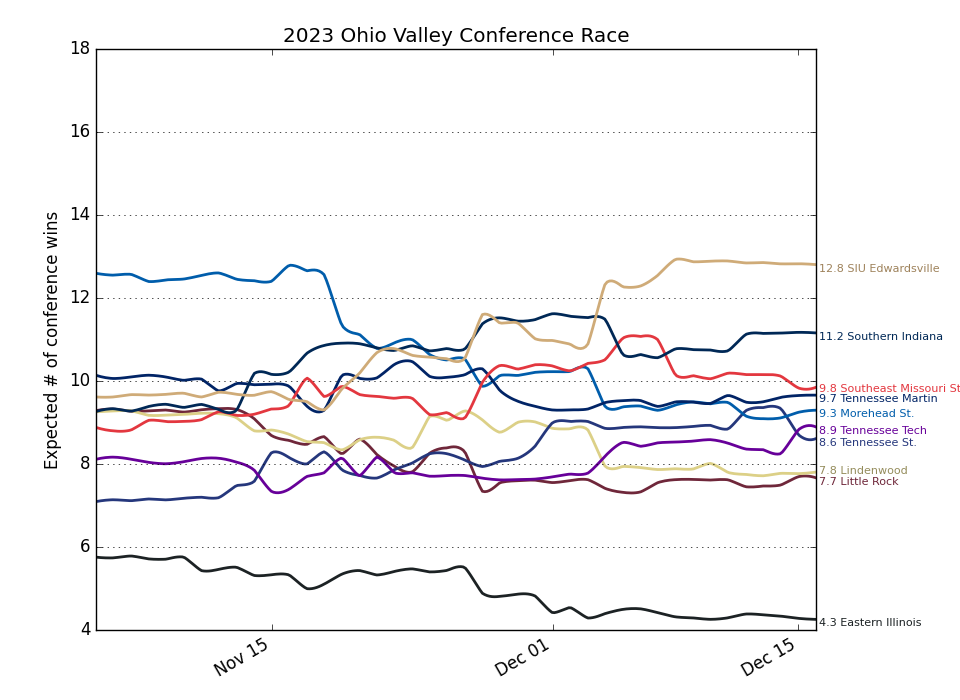 2023 Ohio Valley Conference Race
Expected # of conference wins
18
16
14
12
10
8
6
4
Nov 15
Dec 01
Dec 15
12.8 SIU Edwardsville
11.2 Southern Indiana
9.8 Southeast Missouri St
9.7 Tennessee Martin
9.3 Morehead St.
8.9 Tennessee Tech
8.6 Tennessee St.
7.8 Lindenwood
7.7 Little Rock
4.3 Eastern Illinois